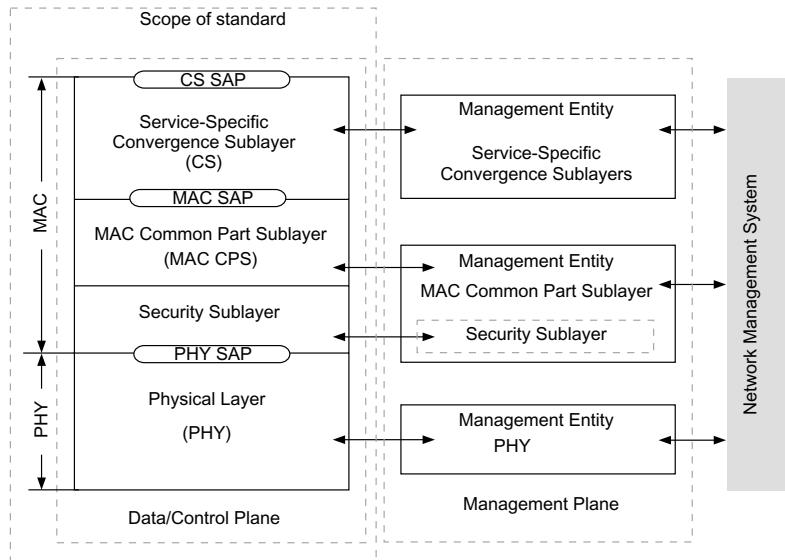 Scope of standard
CS SAP
Service-Specific
Convergence Sublayer
(CS)
MAC SAP
MAC Common Part Sublayer
(MAC CPS)
Security Sublayer
PHY SAP
Physical Layer
(PHY)
Data/Control Plane
MAC
PHY
Management Entity
Service-Specific
Convergence Sublayers
Management Entity
MAC Common Part Sublayer
Security Sublayer
Management Entity
PHY
Management Plane
Network Management System